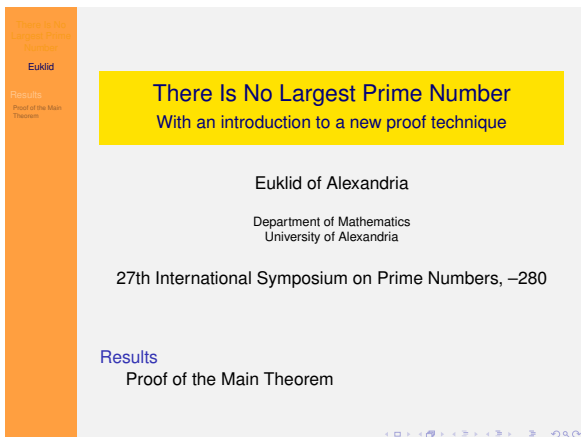 There Is No
Largest Prime
Number
Euklid
Results
Proof of the Main
Theorem
There Is No Largest Prime Number
With an introduction to a new proof technique
Euklid of Alexandria
Department of Mathematics
University of Alexandria
27th International Symposium on Prime Numbers, –280
Results
Proof of the Main Theorem